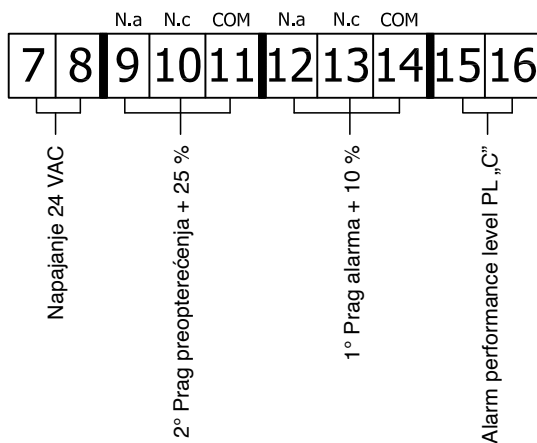 N.a N.c COM N.a N.c COM
7 8 9 10 11 12 13 14 15 16
Napajanje 24 VAC
2° Prag preopterećenja + 25 %
1° Prag alarma + 10 %
Alarm performance level PL „C”